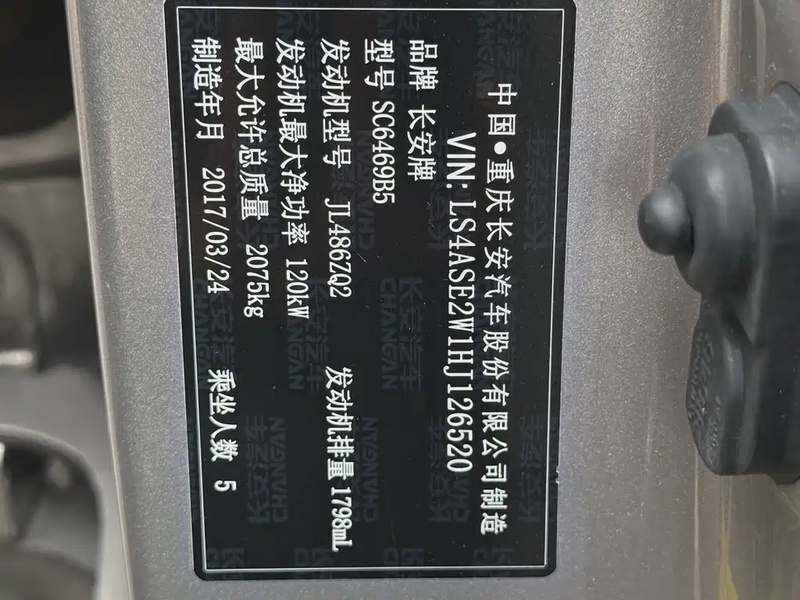 中国•重庆长安汽车股份有限公司制造
VIN: LS4ASE2W1HJ126520
品牌 长安牌
型号 SC6469B5
发动机型号 JL486ZQ2 发动机排量 1798mL
发动机最大净功率 120kW
最大允许总质量 2075kg
制造年月 2017/03/24 乘坐人数 5